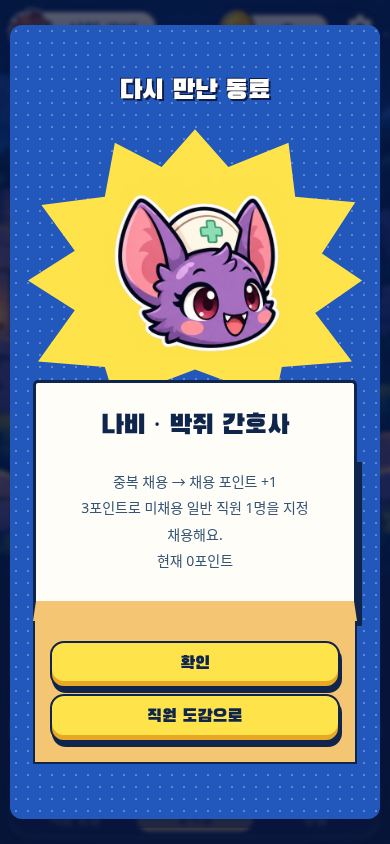 다시 만난 동료
나비 · 박쥐 간호사
중복 채용 → 채용 포인트 +1
3포인트로 미채용 일반 직원 1명을 지정
채용해요.
현재 0포인트
확인
직원 도감으로